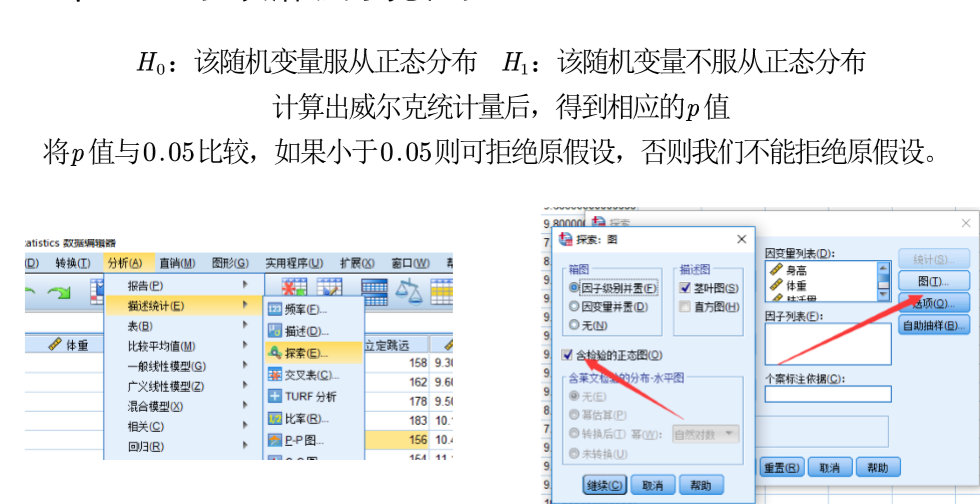 H₀：该随机变量服从正态分布 H₁：该随机变量不服从正态分布
计算出威尔克统计量后，得到相应的p值
将p值与0.05比较，如果小于0.05则可拒绝原假设，否则我们不能拒绝原假设。
tatistics 数据编辑器
(D) 转换(T) 分析(A) 直销(M) 图形(G) 实用程序(U) 扩展(X) 窗口(W)
报告(P)
描述统计(E)
表(B)
比较平均值(M)
一般线性模型(G)
广义线性模型(Z)
混合模型(X)
相关(C)
回归(R)
频率(F)...
描述(D)...
探索(E)...
交叉表(C)...
TURF 分析
比率(R)...
P-P 图...
体重
立定跳远
158 9.30
162 9.60
178 9.50
183 10.
156 10.4
154 11.
探索
探索：图
箱图
因子级别并置(F)
因变量并置(D)
无(N)
描述图
茎叶图(S)
直方图(H)
含检验的正态图(O)
含莱文检验的分布-水平图
无(E)
幂估算(P)
转换后(T) 幂(W)： 自然对数
未转换(U)
继续(C) 取消 帮助
因变量列表(D)：
身高
体重
因子列表(F)：
个案标注依据(C)：
统计(S)...
图(T)...
选项(O)...
自助抽样(B)...
重置(R) 取消 帮助